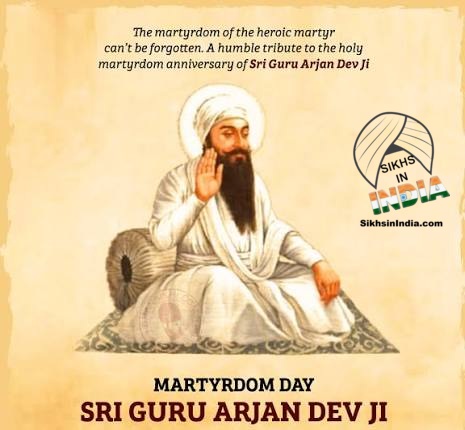 The martyrdom of the heroic martyr
can't be forgotten. A humble tribute to the holy
martyrdom anniversary of Sri Guru Arjan Dev Ji
SIKHS
IN
INDIA
SikhsinIndia.com
MARTYRDOM DAY
SRI GURU ARJAN DEV JI